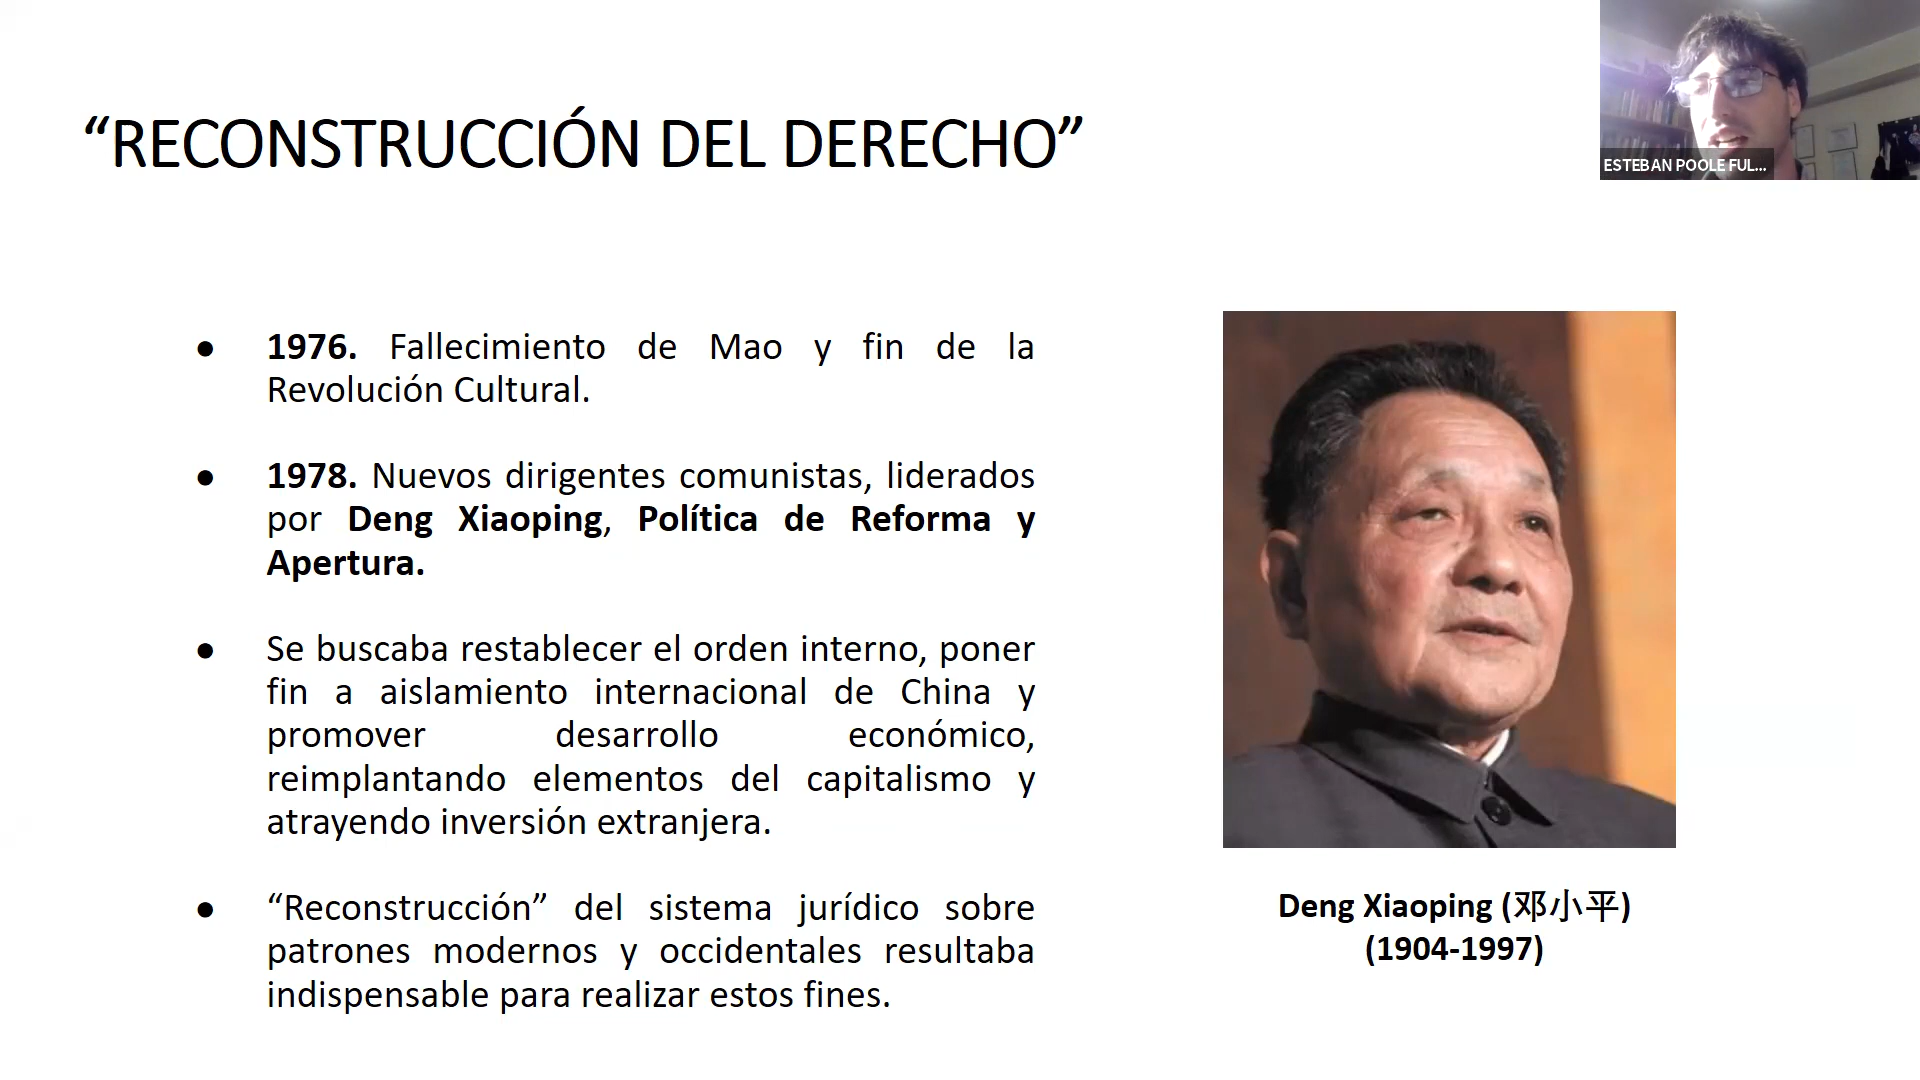 “RECONSTRUCCIÓN DEL DERECHO”
ESTEBAN POOLE FUL...
● 1976. Fallecimiento de Mao y fin de la
Revolución Cultural.
● 1978. Nuevos dirigentes comunistas, liderados
por Deng Xiaoping, Política de Reforma y
Apertura.
● Se buscaba restablecer el orden interno, poner
fin a aislamiento internacional de China y
promover desarrollo económico,
reimplantando elementos del capitalismo y
atrayendo inversión extranjera.
● “Reconstrucción” del sistema jurídico sobre
patrones modernos y occidentales resultaba
indispensable para realizar estos fines.
Deng Xiaoping (邓小平)
(1904-1997)